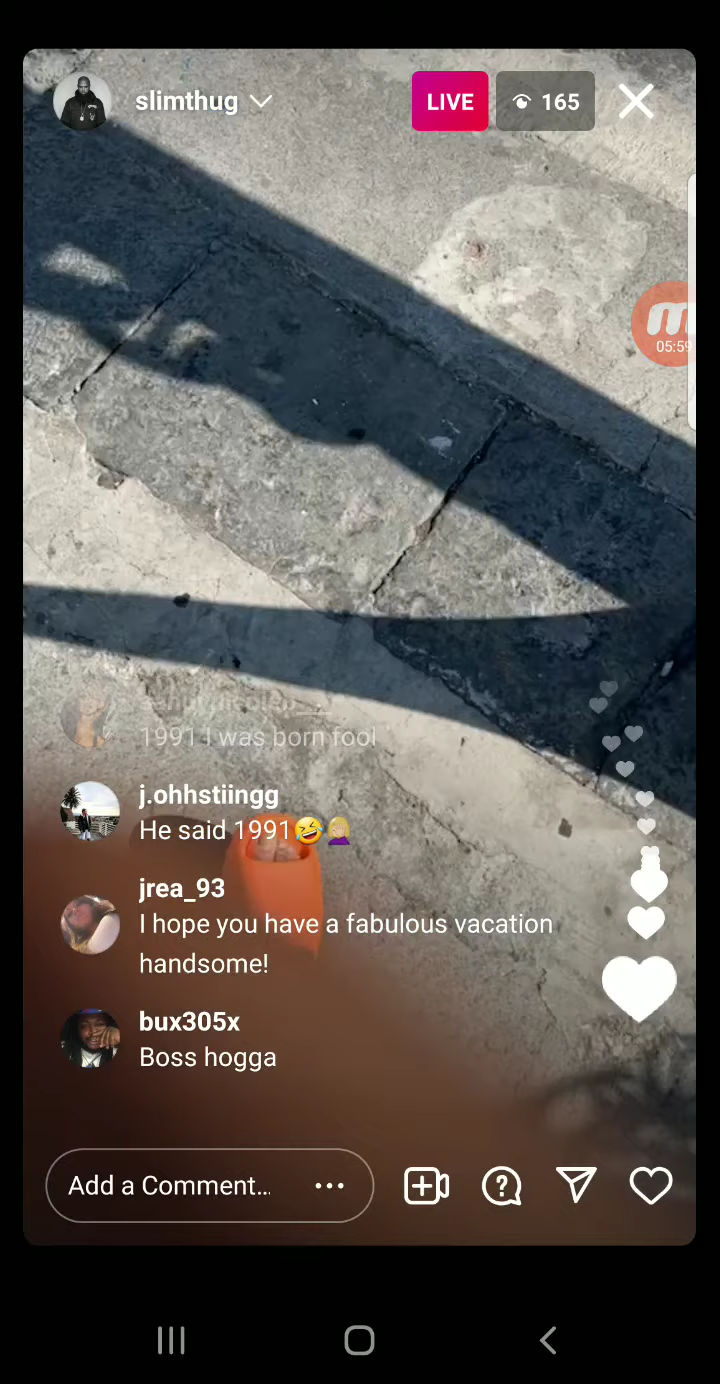 slimthug
LIVE
165
m
05:59
1991 I was born fool
j.ohhstiingg
He said 1991🤣🤦🏼‍♀️
jrea_93
I hope you have a fabulous vacation
handsome!
bux305x
Boss hogga
Add a Comment...